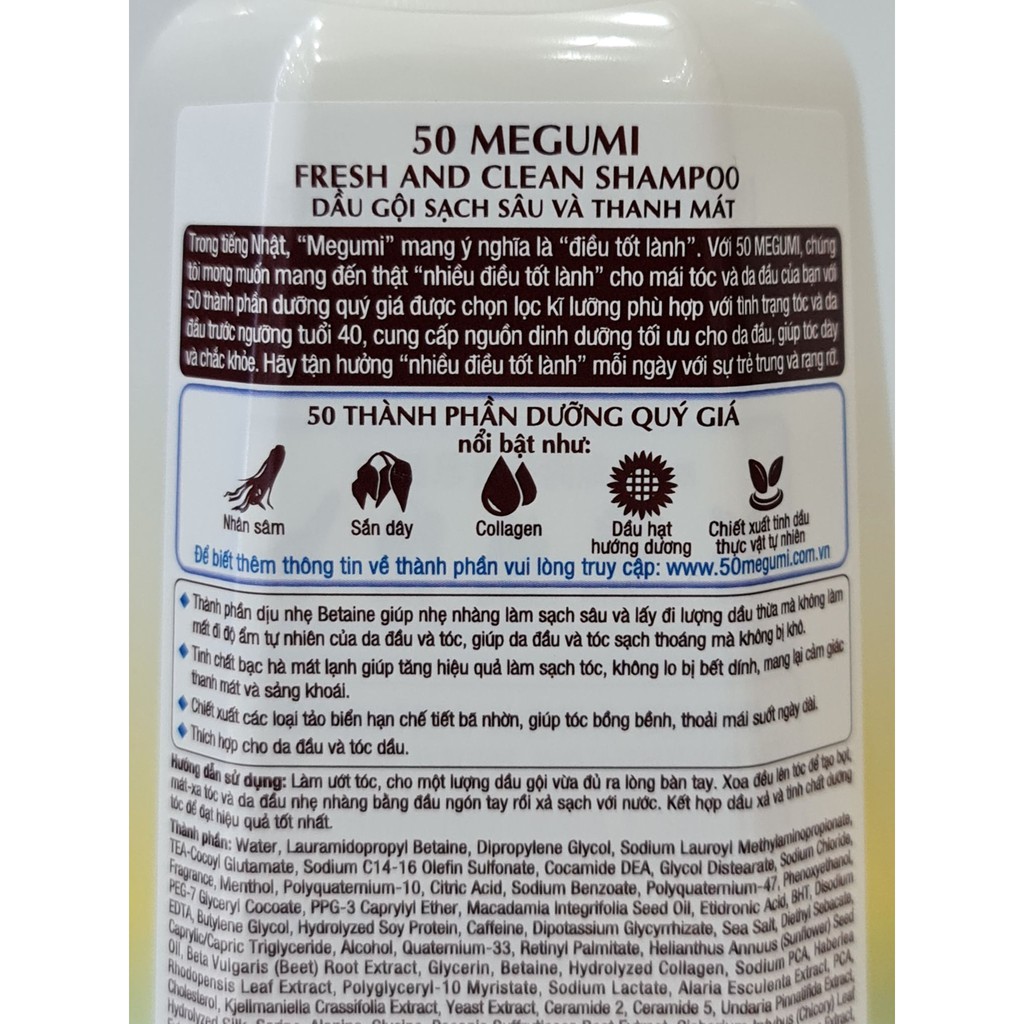 50 MEGUMI
FRESH AND CLEAN SHAMPOO
DẦU GỘI SẠCH SÂU VÀ THANH MÁT
Trong tiếng Nhật, “Megumi” mang ý nghĩa là “điều tốt lành”. Với 50 MEGUMI, chúng
tôi mong muốn mang đến thật “nhiều điều tốt lành” cho mái tóc và da đầu của bạn với
50 thành phần dưỡng quý giá được chọn lọc kĩ lưỡng phù hợp với tình trạng tóc và da
đầu trước ngưỡng tuổi 40, cung cấp nguồn dinh dưỡng tối ưu cho da đầu, giúp tóc dày
và chắc khỏe. Hãy tận hưởng “nhiều điều tốt lành” mỗi ngày với sự trẻ trung và rạng rỡ.
50 THÀNH PHẦN DƯỠNG QUÝ GIÁ
nổi bật như:
Nhân sâm
Sắn dây
Collagen
Dầu hạt
hướng dương
Chiết xuất tinh dầu
thực vật tự nhiên
Để biết thêm thông tin về thành phần vui lòng truy cập: www.50megumi.com.vn
Thành phần dịu nhẹ Betaine giúp nhẹ nhàng làm sạch sâu và lấy đi lượng dầu thừa mà không làm
mất đi độ ẩm tự nhiên của da đầu và tóc, giúp da đầu và tóc sạch thoáng mà không bị khô.
Tinh chất bạc hà mát lạnh giúp tăng hiệu quả làm sạch tóc, không lo bị bết dính, mang lại cảm giác
thanh mát và sảng khoái.
Chiết xuất các loại tảo biển hạn chế tiết bã nhờn, giúp tóc bồng bềnh, thoải mái suốt ngày dài.
Thích hợp cho da đầu và tóc dầu.
Hướng dẫn sử dụng: Làm ướt tóc, cho một lượng dầu gội vừa đủ ra lòng bàn tay. Xoa đều lên tóc để tạo bọt,
mát-xa tóc và da đầu nhẹ nhàng bằng đầu ngón tay rồi xả sạch với nước. Kết hợp dầu xả và tinh chất dưỡng
tóc để đạt hiệu quả tốt nhất.
Thành phần: Water, Lauramidopropyl Betaine, Dipropylene Glycol, Sodium Lauroyl Methylaminopropionate,
TEA-Cocoyl Glutamate, Sodium C14-16 Olefin Sulfonate, Cocamide DEA, Glycol Distearate, Sodium Chloride,
Fragrance, Menthol, Polyquaternium-10, Citric Acid, Sodium Benzoate, Polyquaternium-47, Phenoxyethanol,
PEG-7 Glyceryl Cocoate, PPG-3 Caprylyl Ether, Macadamia Integrifolia Seed Oil, Etidronic Acid, BHT, Disodium
EDTA, Butylene Glycol, Hydrolyzed Soy Protein, Caffeine, Dipotassium Glycyrrhizate, Sea Salt, Diethyl Sebacate,
Caprylic/Capric Triglyceride, Alcohol, Quaternium-33, Retinyl Palmitate, Helianthus Annuus (Sunflower) Seed
Oil, Beta Vulgaris (Beet) Root Extract, Glycerin, Betaine, Hydrolyzed Collagen, Sodium PCA, Haberlea
Rhodopensis Leaf Extract, Polyglyceryl-10 Myristate, Sodium Lactate, Alaria Esculenta Extract, PCA,
Cholesterol, Kjellmaniella Crassifolia Extract, Yeast Extract, Ceramide 2, Ceramide 5, Undaria Pinnatifida Extract,